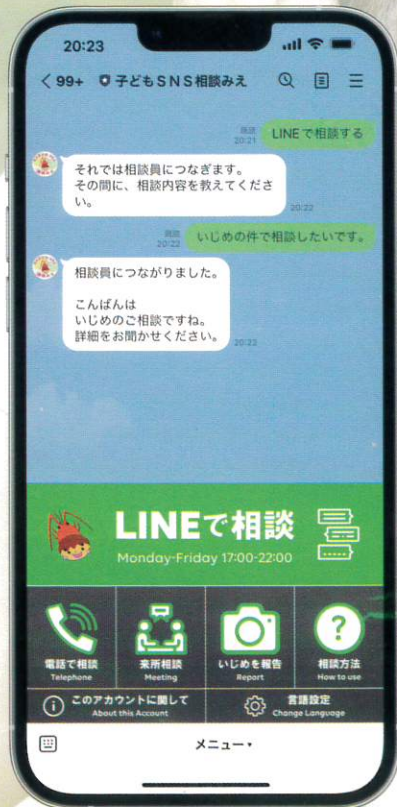 20:23
99+ 子どもSNS相談みえ
LINEで相談する
既読
20:21
それでは相談員につなぎます。
その間に、相談内容を教えてくださ
い。
20:22
いじめの件で相談したいです。
既読
20:22
相談員につながりました。
こんばんは
いじめのご相談ですね。
詳細をお聞かせください。
20:22
LINEで相談
Monday-Friday 17:00-22:00
電話で相談
Telephone
来所相談
Meeting
いじめを報告
Report
相談方法
How to use
このアカウントに関して
About this Account
言語設定
Change Language
メニュー